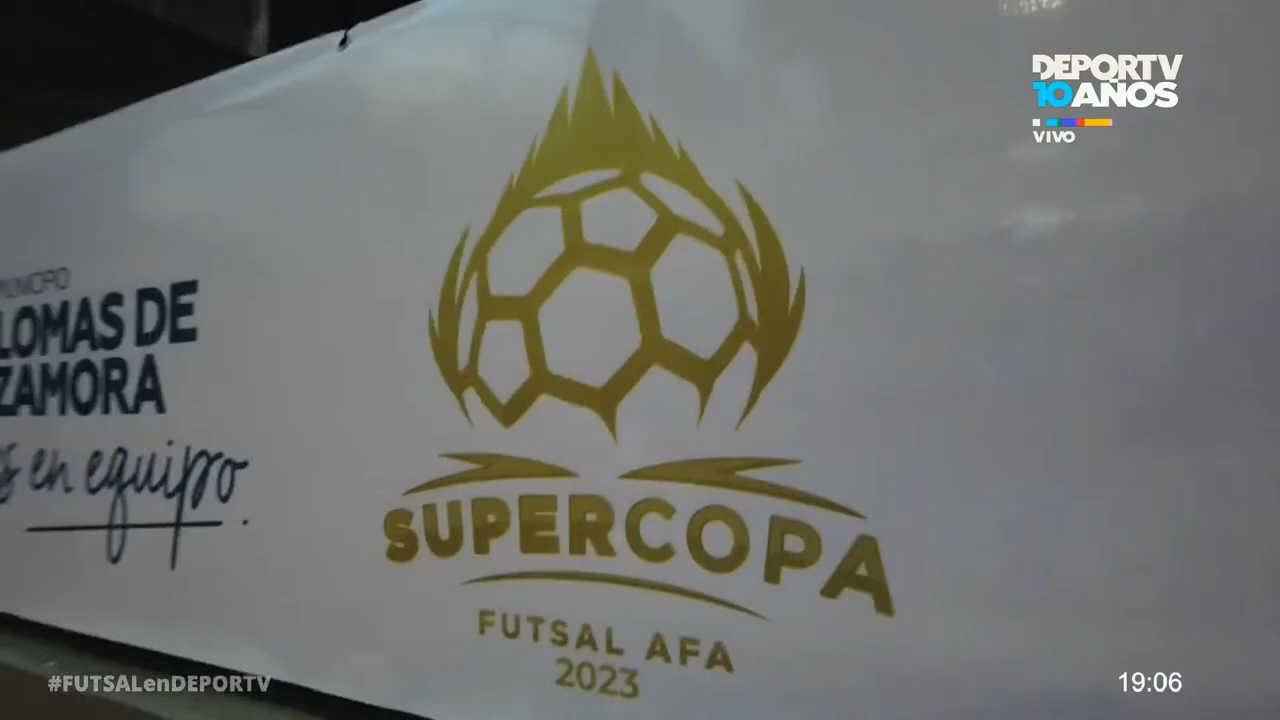 DEPORTV
10AÑOS
VIVO
LOMAS DE
ZAMORA
en equipo
SUPERCOPA
FUTSAL AFA
2023
#FUTSALenDEPORTV
19:06